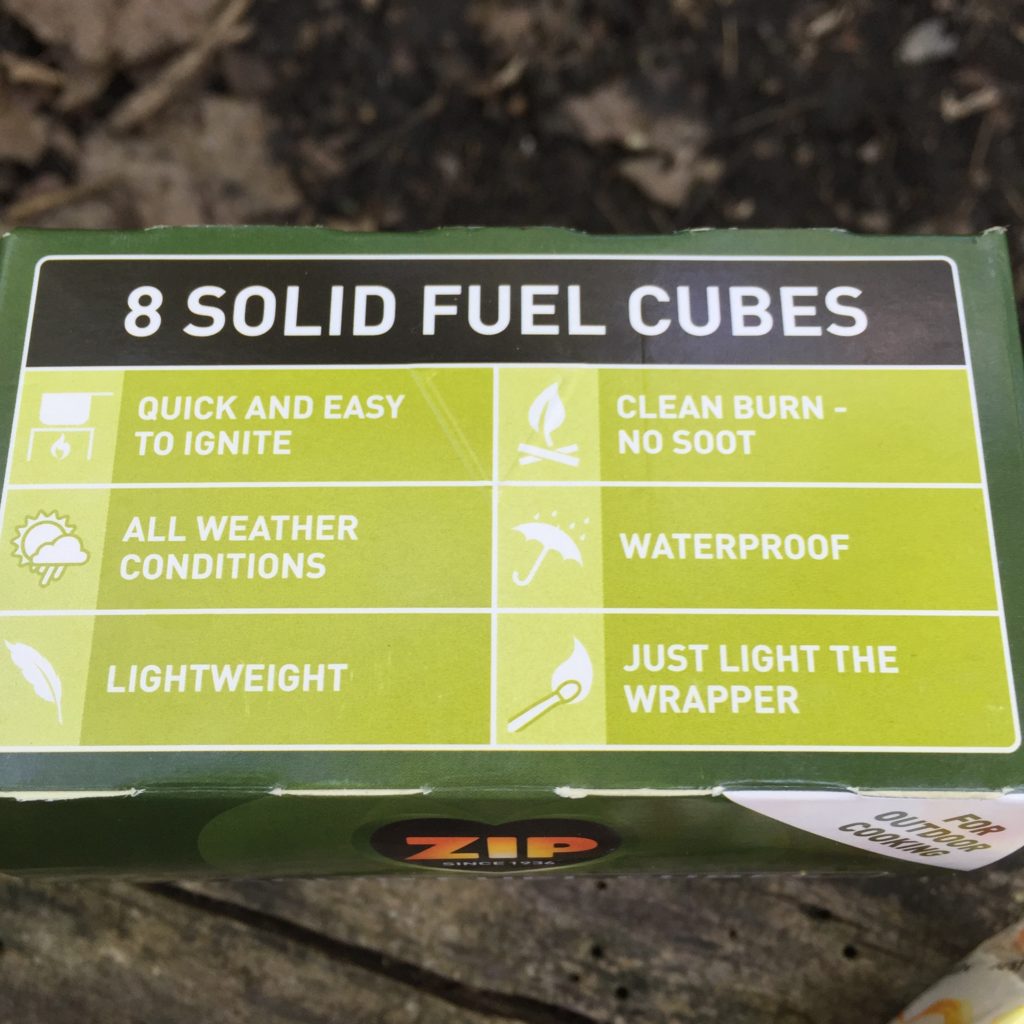 8 SOLID FUEL CUBES
QUICK AND EASY
TO IGNITE
CLEAN BURN -
NO SOOT
ALL WEATHER
CONDITIONS
WATERPROOF
LIGHTWEIGHT
JUST LIGHT THE
WRAPPER
ZIP
SINCE 1936
FOR
OUTDOOR
COOKING